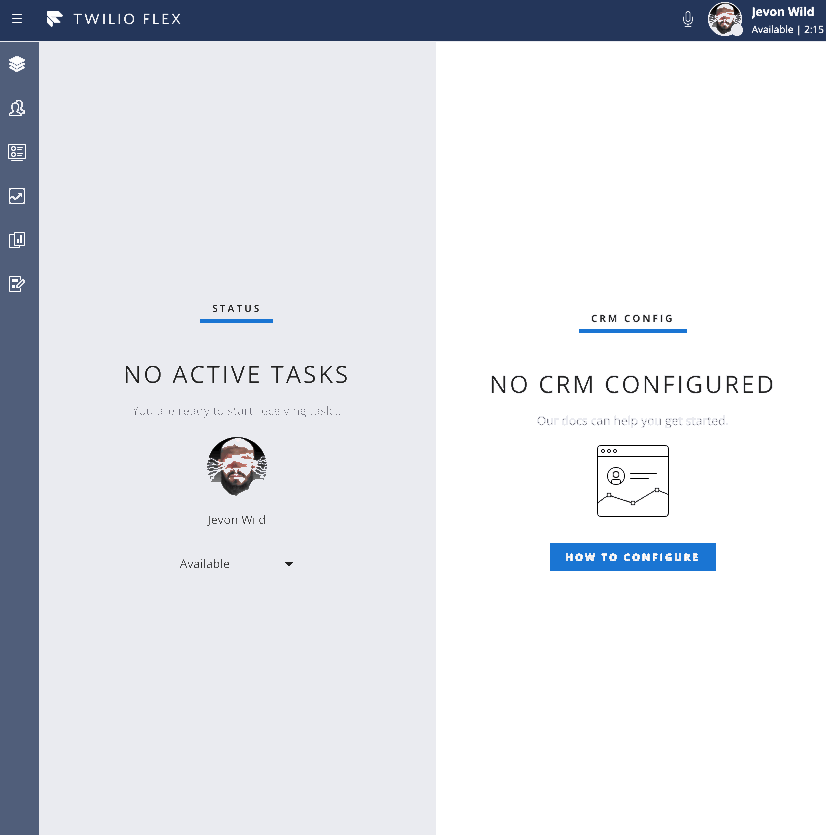 TWILIO FLEX
Jevon Wild
Available | 2:15
STATUS
NO ACTIVE TASKS
You are ready to start receiving tasks.
Jevon Wild
Available
CRM CONFIG
NO CRM CONFIGURED
Our docs can help you get started.
HOW TO CONFIGURE